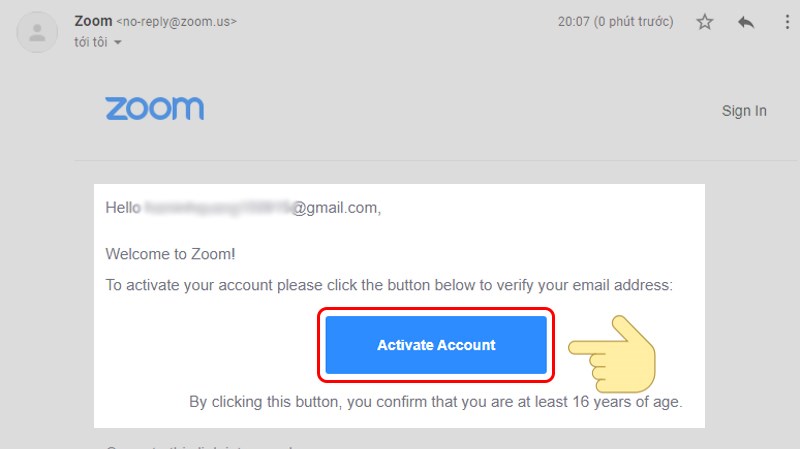 Zoom <no-reply@zoom.us>
20:07 (0 phút trước)
tới tôi
zoom
Sign In
Hello @gmail.com,
Welcome to Zoom!
To activate your account please click the button below to verify your email address:
Activate Account
By clicking this button, you confirm that you are at least 16 years of age.